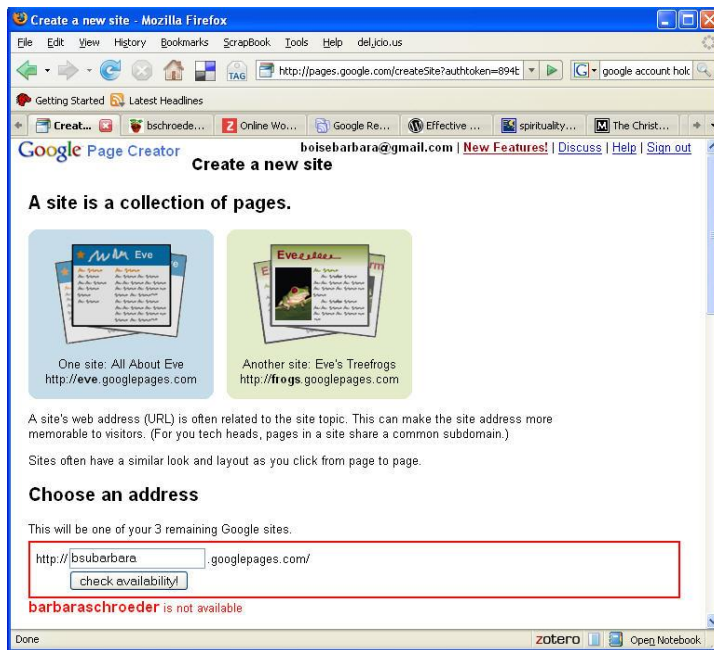 Create a new site - Mozilla Firefox
File Edit View History Bookmarks ScrapBook Tools Help del.icio.us
TAG http://pages.google.com/createSite?authtoken=894b G google account holc
Getting Started Latest Headlines
Creat... bschroede... Online Wo... Google Re... Effective ... spirituality... The Christ...
Google Page Creator boisebarbara@gmail.com | New Features! | Discuss | Help | Sign out
Create a new site
A site is a collection of pages.
Eve
Eve
One site: All About Eve
http://eve.googlepages.com
Another site: Eve's Treefrogs
http://frogs.googlepages.com
A site's web address (URL) is often related to the site topic. This can make the site address more
memorable to visitors. (For you tech heads, pages in a site share a common subdomain.)
Sites often have a similar look and layout as you click from page to page.
Choose an address
This will be one of your 3 remaining Google sites.
http:// bsubarbara .googlepages.com/
check availability!
barbaraschroeder is not available
Done zotero Open Notebook